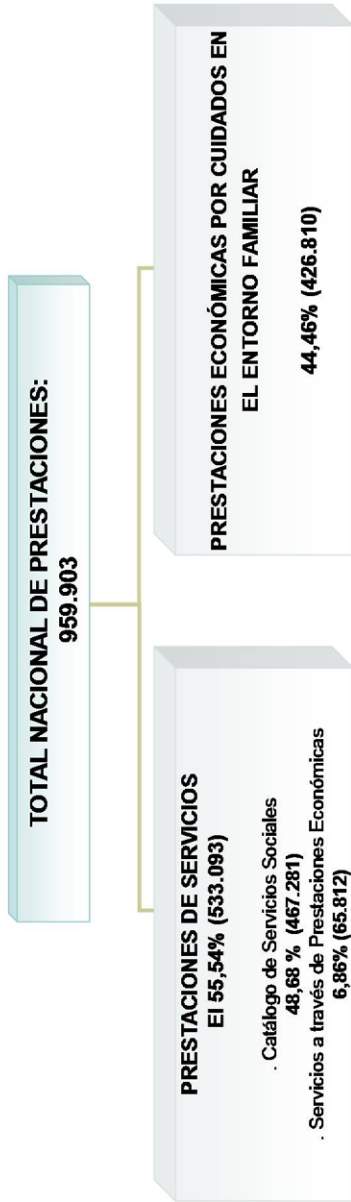 TOTAL NACIONAL DE PRESTACIONES:
959.903
PRESTACIONES DE SERVICIOS
El 55,54% (533.093)
. Catálogo de Servicios Sociales
48,68 % (467.281)
. Servicios a través de Prestaciones Económicas
6,86% (65.812)
PRESTACIONES ECONÓMICAS POR CUIDADOS EN
EL ENTORNO FAMILIAR
44,46% (426.810)